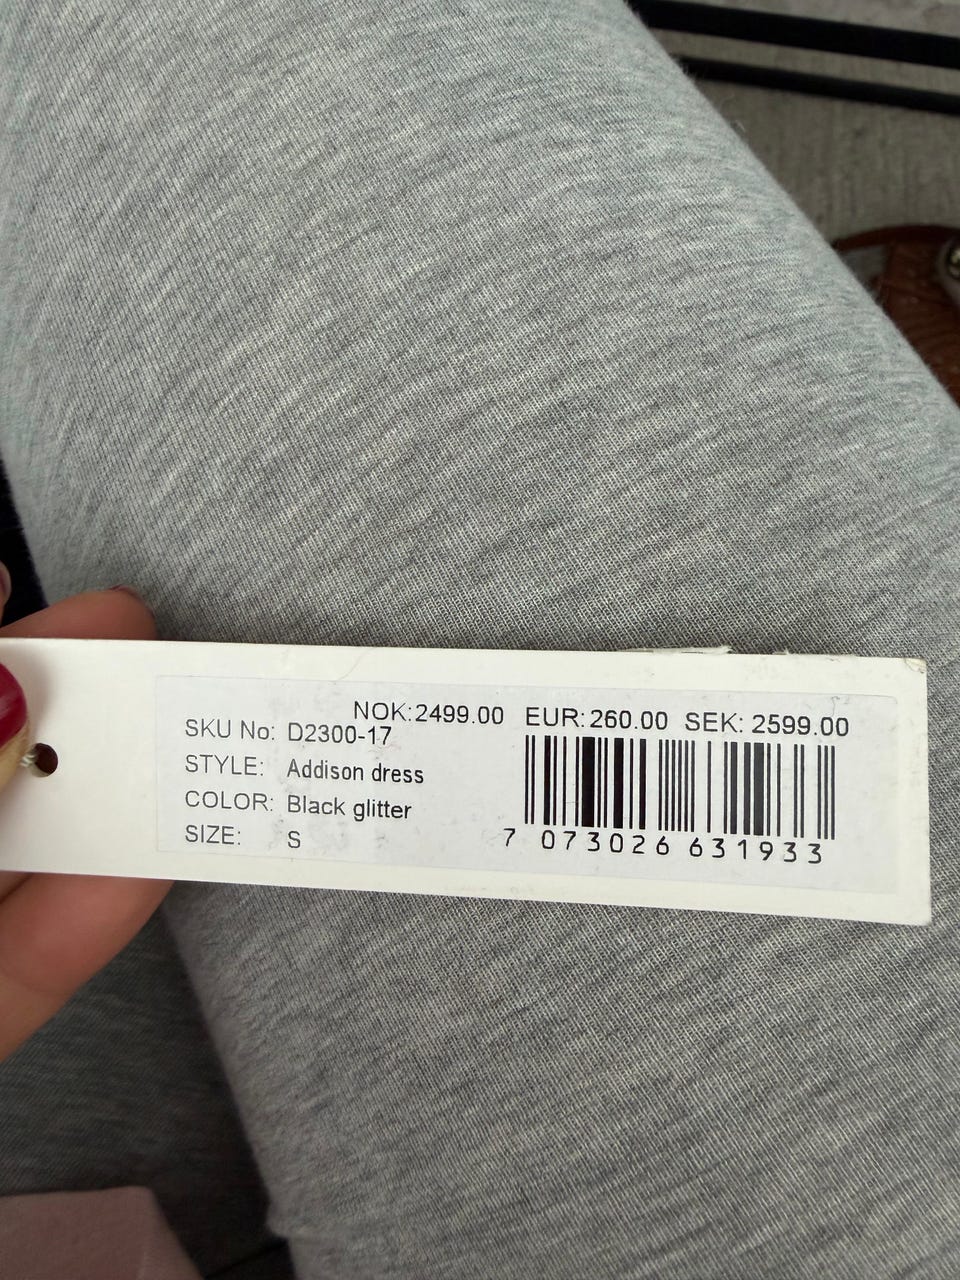 NOK:2499.00 EUR:260.00 SEK: 2599.00
SKU No: D2300-17
STYLE: Addison dress
COLOR: Black glitter
SIZE: S
7 073026 631933